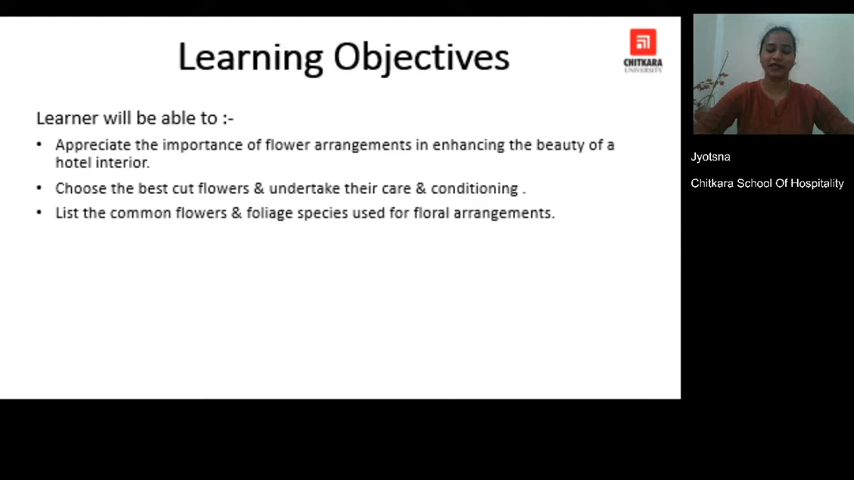 Learning Objectives
CHITKARA
UNIVERSITY
Learner will be able to :-
• Appreciate the importance of flower arrangements in enhancing the beauty of a
hotel interior.
• Choose the best cut flowers & undertake their care & conditioning .
• List the common flowers & foliage species used for floral arrangements.
Jyotsna
Chitkara School Of Hospitality